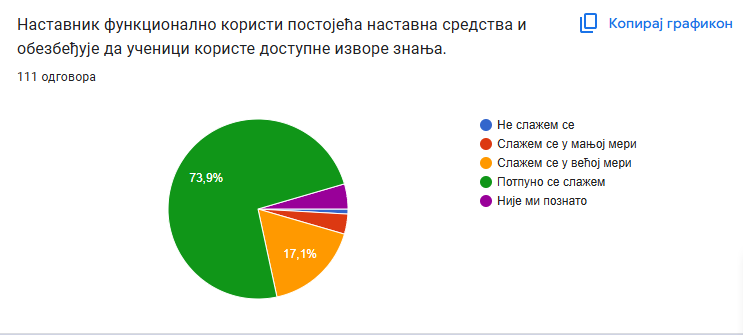 Наставник функционално користи постојећа наставна средства и
обезбеђује да ученици користе доступне изворе знања.
Копирај графикон
111 одговора
73,9%
17,1%
Не слажем се
Слажем се у мањој мери
Слажем се у већој мери
Потпуно се слажем
Није ми познато